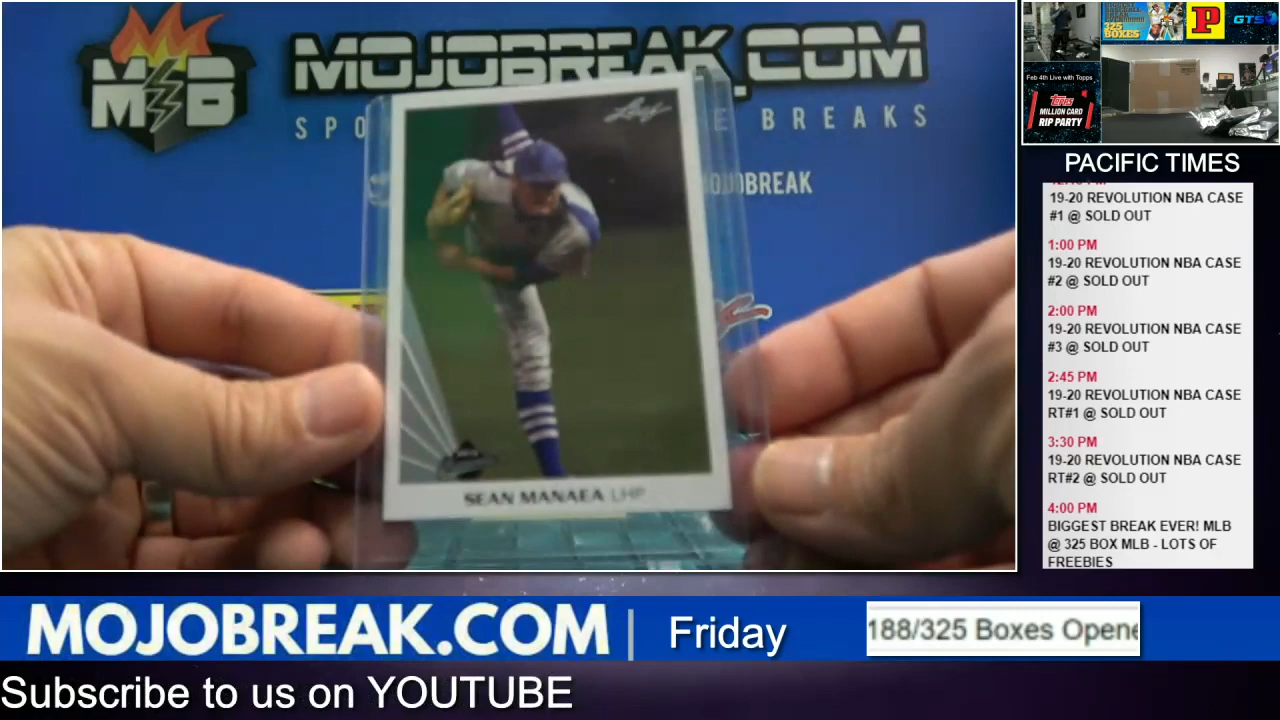 MOJOBREAK.COM
M B
SPO E BREAKS
MOJOBREAK
Leaf
SEAN MANAEA LHP
325
BOXES
P
GTS
Feb 4th Live with Topps
Topps
MILLION CARD
RIP PARTY
PACIFIC TIMES
19-20 REVOLUTION NBA CASE
#1 @ SOLD OUT
1:00 PM
19-20 REVOLUTION NBA CASE
#2 @ SOLD OUT
2:00 PM
19-20 REVOLUTION NBA CASE
#3 @ SOLD OUT
2:45 PM
19-20 REVOLUTION NBA CASE
RT#1 @ SOLD OUT
3:30 PM
19-20 REVOLUTION NBA CASE
RT#2 @ SOLD OUT
4:00 PM
BIGGEST BREAK EVER! MLB
@ 325 BOX MLB - LOTS OF
FREEBIES
MOJOBREAK.COM | Friday
188/325 Boxes Opene
Subscribe to us on YOUTUBE